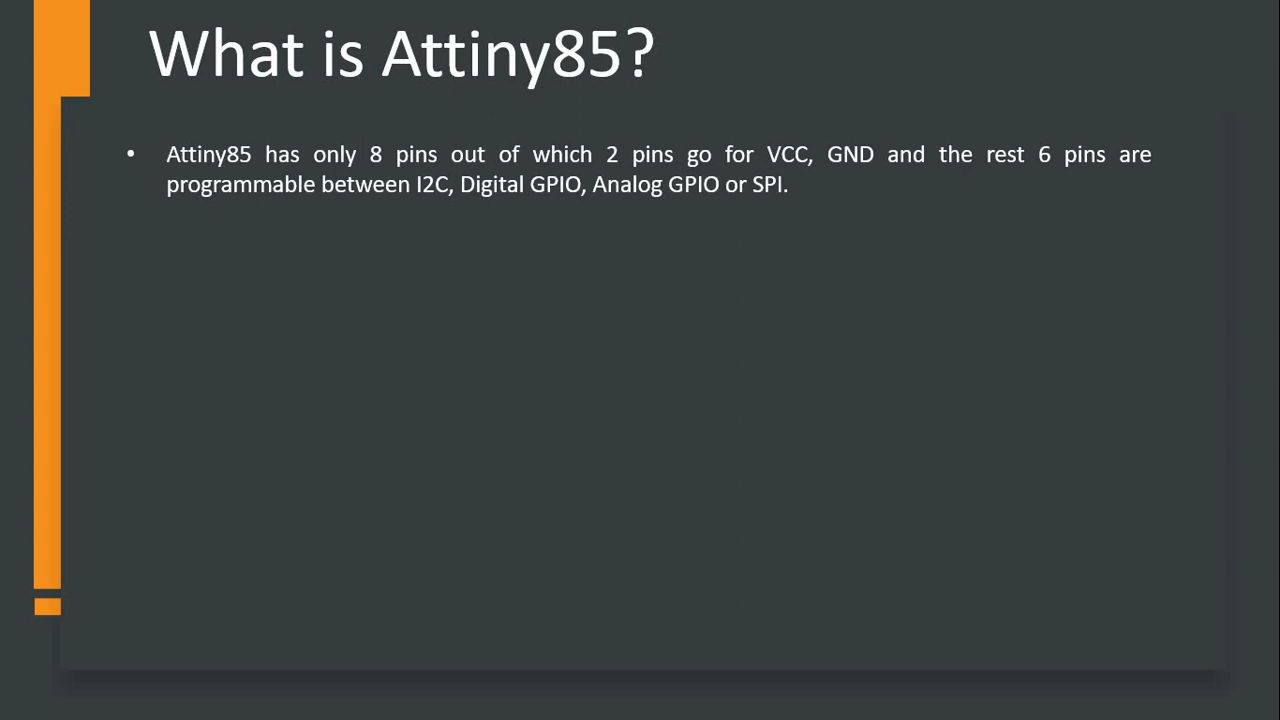 What is Attiny85?
• Attiny85 has only 8 pins out of which 2 pins go for VCC, GND and the rest 6 pins are
programmable between I2C, Digital GPIO, Analog GPIO or SPI.